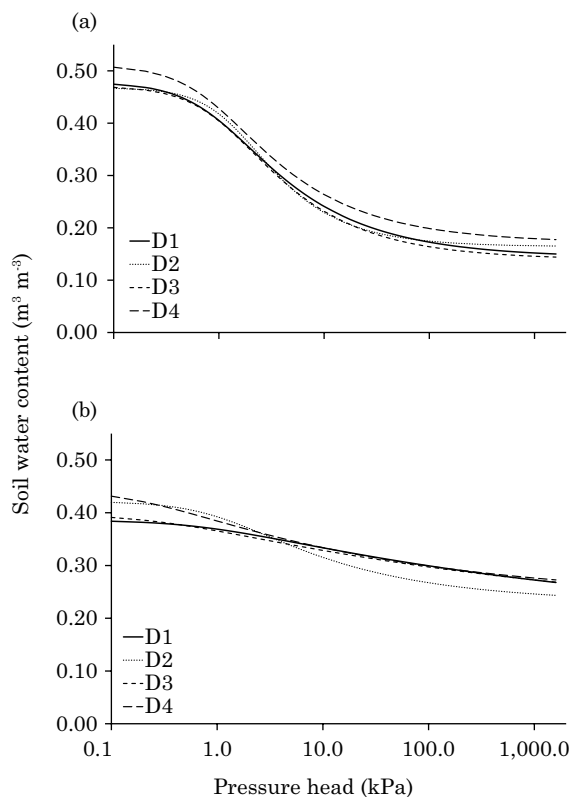 (a)
0.50
0.40
0.30
0.20
0.10
0.00
D1
D2
D3
D4
Soil water content (m³ m⁻³)
(b)
0.50
0.40
0.30
0.20
0.10
0.00
D1
D2
D3
D4
0.1 1.0 10.0 100.0 1,000.0
Pressure head (kPa)